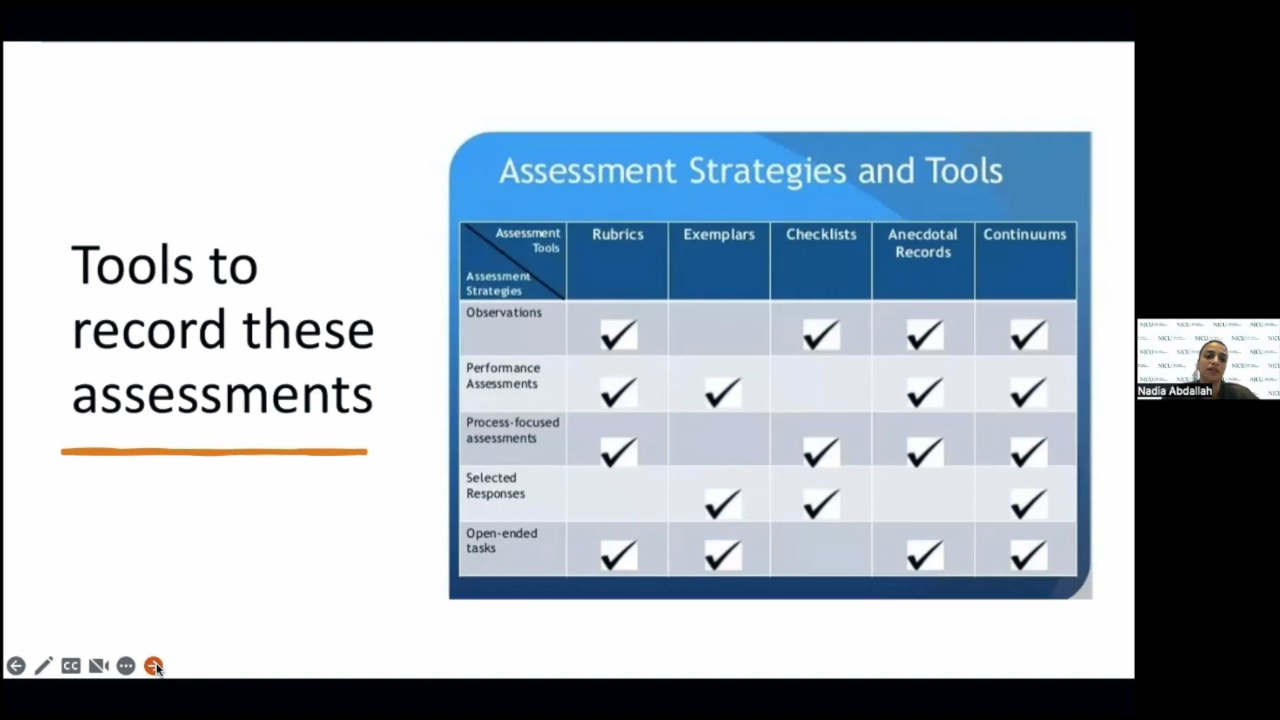 Tools to
record these
assessments
Assessment Strategies and Tools
Assessment
Tools
Assessment
Strategies
Rubrics
Exemplars
Checklists
Anecdotal
Records
Continuums
Observations
Performance
Assessments
Process-focused
assessments
Selected
Responses
Open-ended
tasks
CC
Nadia Abdallah